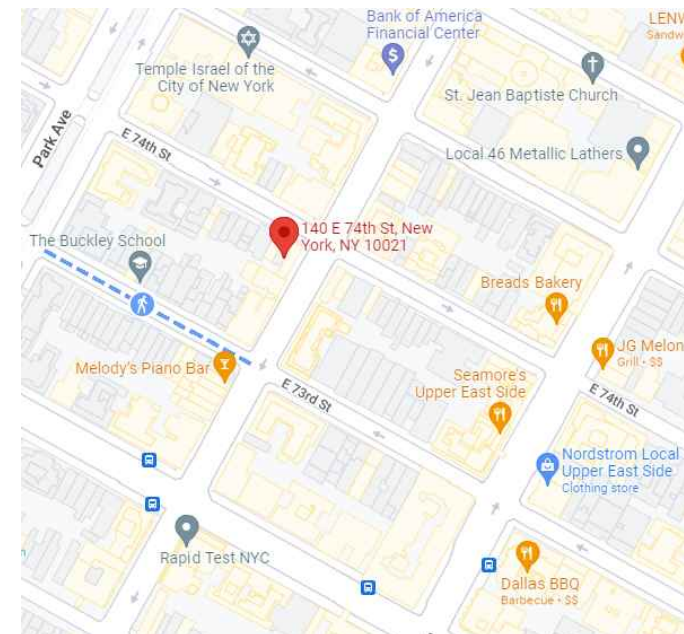 Bank of America
Financial Center
$
LENW
Sandw
Temple Israel of the
City of New York
St. Jean Baptiste Church
Park Ave
E 74th St
Local 46 Metallic Lathers
140 E 74th St, New
York, NY 10021
The Buckley School
Breads Bakery
JG Melon
Grill • $$
Melody's Piano Bar
Seamore's
Upper East Side
E 73rd St
E 74th St
Nordstrom Local
Upper East Side
Clothing store
Rapid Test NYC
Dallas BBQ
Barbecue • $$